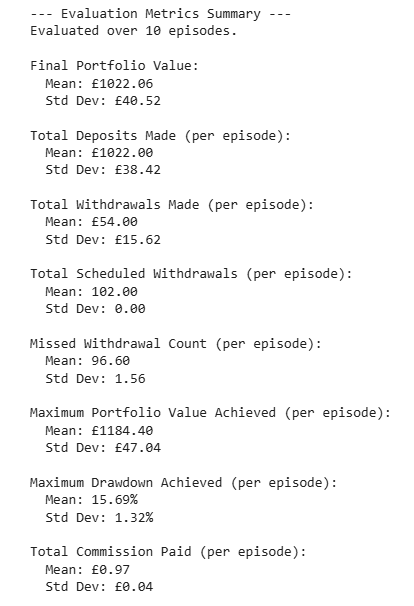 --- Evaluation Metrics Summary ---
Evaluated over 10 episodes.
Final Portfolio Value:
Mean: £1022.06
Std Dev: £40.52
Total Deposits Made (per episode):
Mean: £1022.00
Std Dev: £38.42
Total Withdrawals Made (per episode):
Mean: £54.00
Std Dev: £15.62
Total Scheduled Withdrawals (per episode):
Mean: 102.00
Std Dev: 0.00
Missed Withdrawal Count (per episode):
Mean: 96.60
Std Dev: 1.56
Maximum Portfolio Value Achieved (per episode):
Mean: £1184.40
Std Dev: £47.04
Maximum Drawdown Achieved (per episode):
Mean: 15.69%
Std Dev: 1.32%
Total Commission Paid (per episode):
Mean: £0.97
Std Dev: £0.04